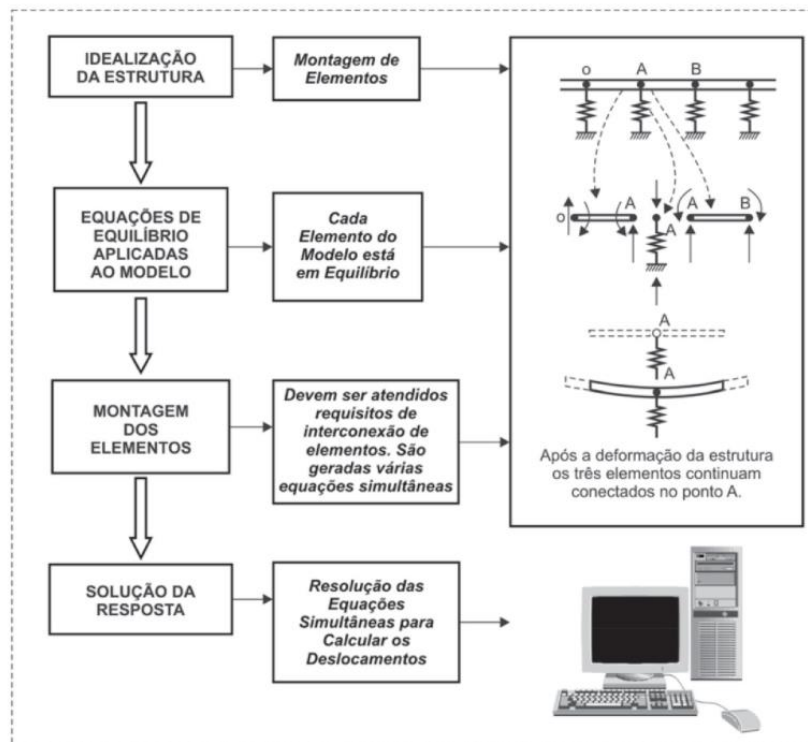 IDEALIZAÇÃO
DA ESTRUTURA
Montagem de
Elementos
o A B
EQUAÇÕES DE
EQUILÍBRIO
APLICADAS
AO MODELO
Cada
Elemento do
Modelo está
em Equilíbrio
o A A A B
A
A
MONTAGEM
DOS
ELEMENTOS
Devem ser atendidos
requisitos de
interconexão de
elementos. São
geradas várias
equações simultâneas
Após a deformação da estrutura
os três elementos continuam
conectados no ponto A.
SOLUÇÃO DA
RESPOSTA
Resolução das
Equações
Simultâneas para
Calcular os
Deslocamentos